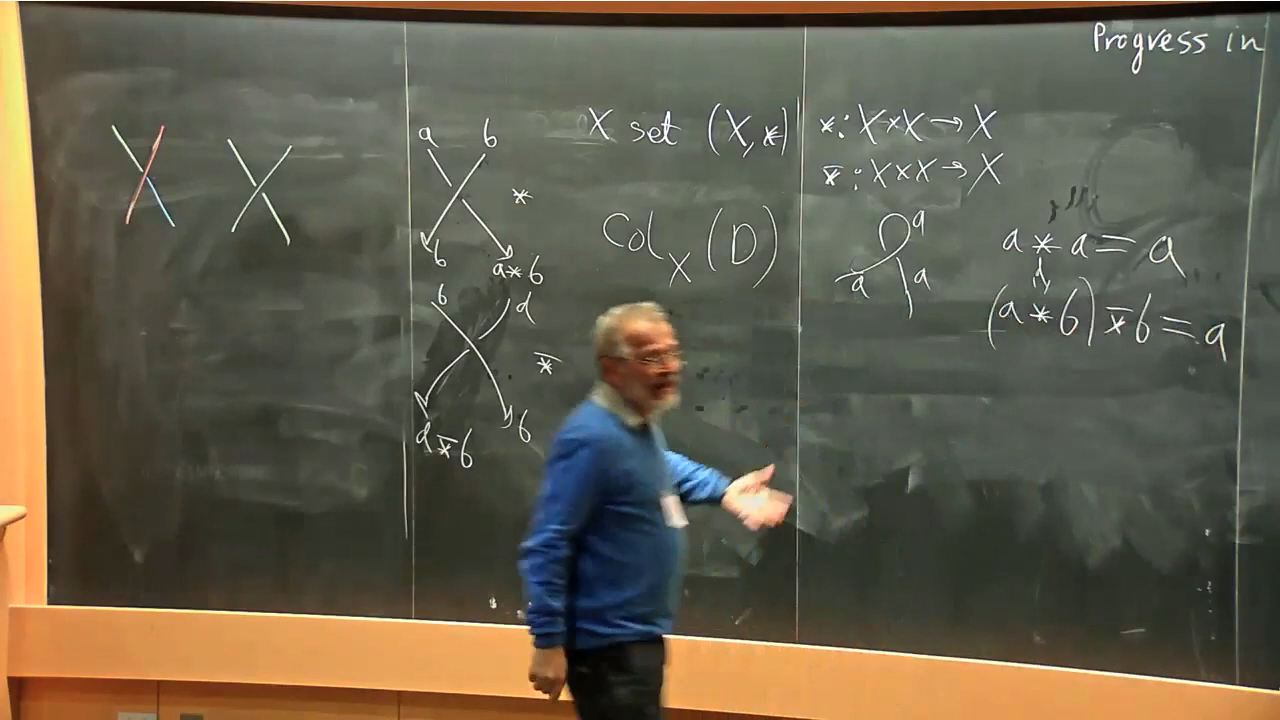 Progress in
a b
*
b a*b
b d
⊼
d ⊼ b b
X set (X,*)
Col_X (D)
*: X×X→X
⊼: X×X→X
a
a a
a * a = a
d
(a * b) ⊼ b = a